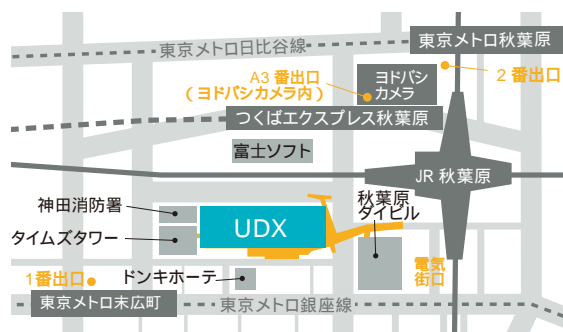 東京メトロ日比谷線
東京メトロ秋葉原
A3 番出口
(ヨドバシカメラ内)
ヨドバシ
カメラ
2 番出口
つくばエクスプレス秋葉原
富士ソフト
JR 秋葉原
神田消防署
タイムズタワー
UDX
秋葉原
ダイビル
1番出口
ドンキホーテ
電気
街口
東京メトロ末広町
東京メトロ銀座線